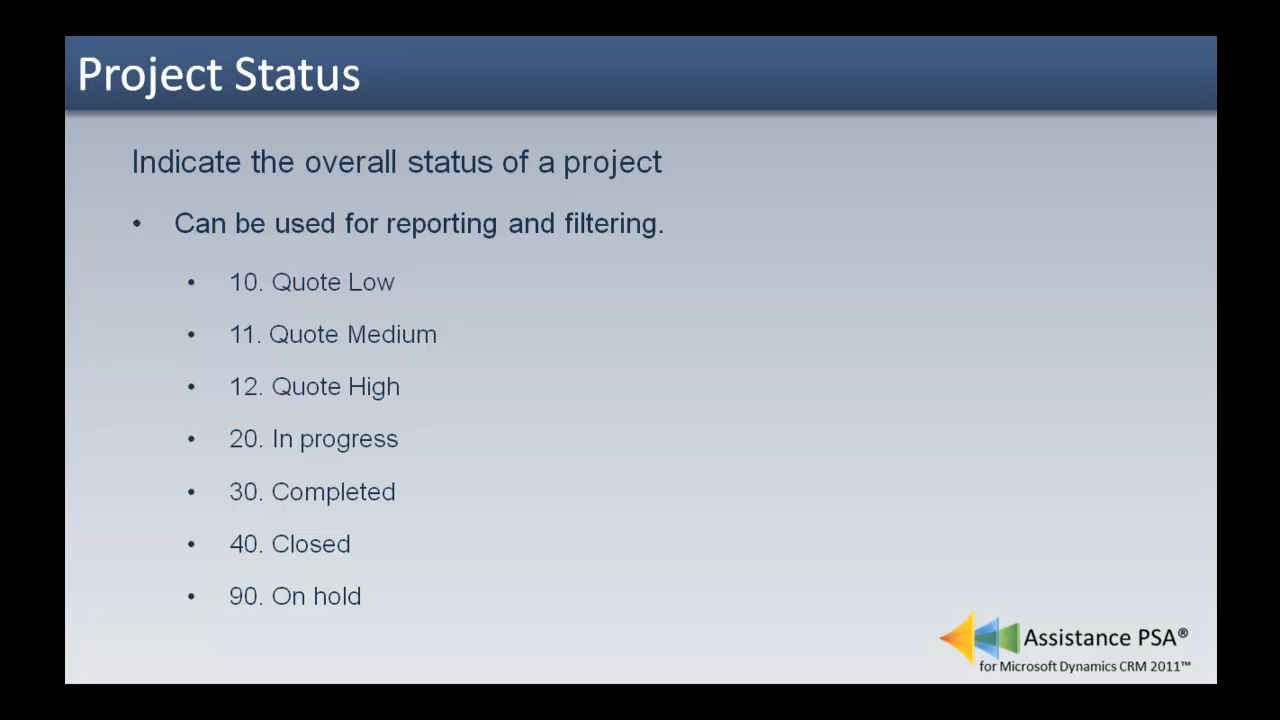 Project Status
Indicate the overall status of a project
• Can be used for reporting and filtering.
• 10. Quote Low
• 11. Quote Medium
• 12. Quote High
• 20. In progress
• 30. Completed
• 40. Closed
• 90. On hold
Assistance PSA®
for Microsoft Dynamics CRM 2011™